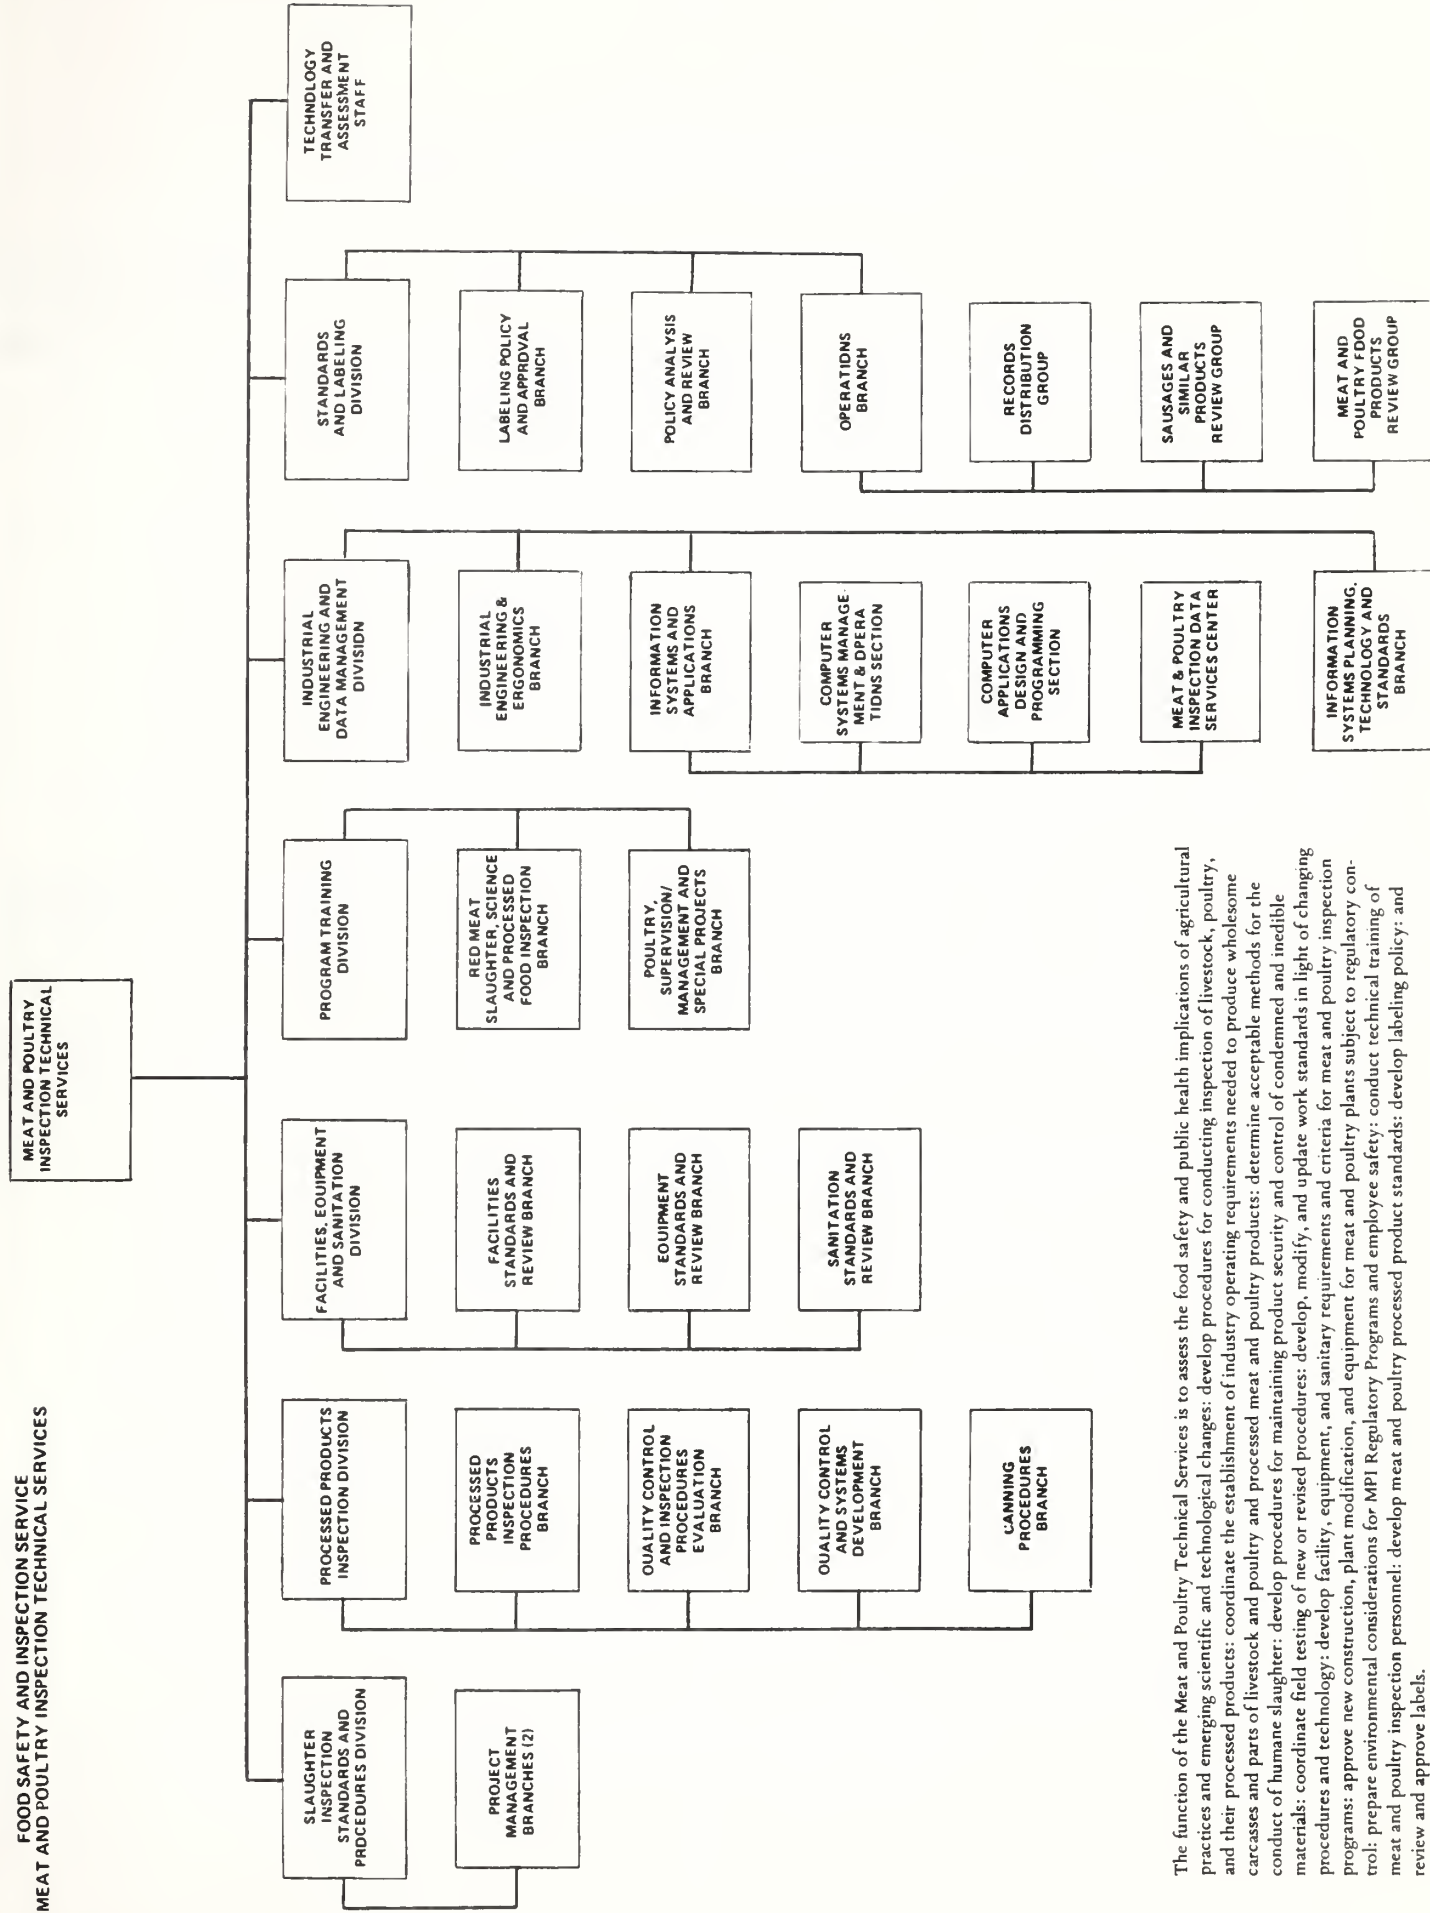 FOOD SAFETY AND INSPECTION SERVICE
MEAT AND POULTRY INSPECTION TECHNICAL SERVICES
MEAT AND POULTRY
INSPECTION TECHNICAL
SERVICES
SLAUGHTER
INSPECTION
STANDARDS AND
PROCEDURES DIVISION
PROJECT
MANAGEMENT
BRANCHES (2)
PROCESSED PRODUCTS
INSPECTION DIVISION
PROCESSED
PRODUCTS
INSPECTION
PROCEDURES
BRANCH
QUALITY CONTROL
AND INSPECTION
PROCEDURES
EVALUATION
BRANCH
QUALITY CONTROL
AND SYSTEMS
DEVELOPMENT
BRANCH
CANNING
PROCEDURES
BRANCH
FACILITIES, EQUIPMENT
AND SANITATION
DIVISION
FACILITIES
STANDARDS AND
REVIEW BRANCH
EQUIPMENT
STANDARDS AND
REVIEW BRANCH
SANITATION
STANDARDS AND
REVIEW BRANCH
PROGRAM TRAINING
DIVISION
RED MEAT
SLAUGHTER, SCIENCE
AND PROCESSED
FOOD INSPECTION
BRANCH
POULTRY,
SUPERVISION/
MANAGEMENT AND
SPECIAL PROJECTS
BRANCH
INDUSTRIAL
ENGINEERING AND
DATA MANAGEMENT
DIVISION
INDUSTRIAL
ENGINEERING &
ERGONOMICS
BRANCH
INFORMATION
SYSTEMS AND
APPLICATIONS
BRANCH
COMPUTER
SYSTEMS MANAGE-
MENT & OPERA
TIONS SECTION
COMPUTER
APPLICATIONS
DESIGN AND
PROGRAMMING
SECTION
MEAT & POULTRY
INSPECTION DATA
SERVICES CENTER
INFORMATION
SYSTEMS PLANNING,
TECHNOLOGY AND
STANDARDS
BRANCH
STANDARDS
AND LABELING
DIVISION
LABELING POLICY
AND APPROVAL
BRANCH
POLICY ANALYSIS
AND REVIEW
BRANCH
OPERATIONS
BRANCH
RECORDS
DISTRIBUTION
GROUP
SAUSAGES AND
SIMILAR
PRODUCTS
REVIEW GROUP
MEAT AND
POULTRY FOOD
PRODUCTS
REVIEW GROUP
TECHNOLOGY
TRANSFER AND
ASSESSMENT
STAFF
The function of the Meat and Poultry Technical Services is to assess the food safety and public health implications of agricultural
practices and emerging scientific and technological changes: develop procedures for conducting inspection of livestock, poultry,
and their processed products: coordinate the establishment of industry operating requirements needed to produce wholesome
carcasses and parts of livestock and poultry and processed meat and poultry products: determine acceptable methods for the
conduct of humane slaughter: develop procedures for maintaining product security and control of condemned and inedible
materials: coordinate field testing of new or revised procedures: develop, modify, and update work standards in light of changing
procedures and technology: develop facility, equipment, and sanitary requirements and criteria for meat and poultry inspection
programs: approve new construction, plant modification, and equipment for meat and poultry plants subject to regulatory con-
trol: prepare environmental considerations for MPI Regulatory Programs and employee safety: conduct technical training of
meat and poultry inspection personnel: develop meat and poultry processed product standards: develop labeling policy: and
review and approve labels.